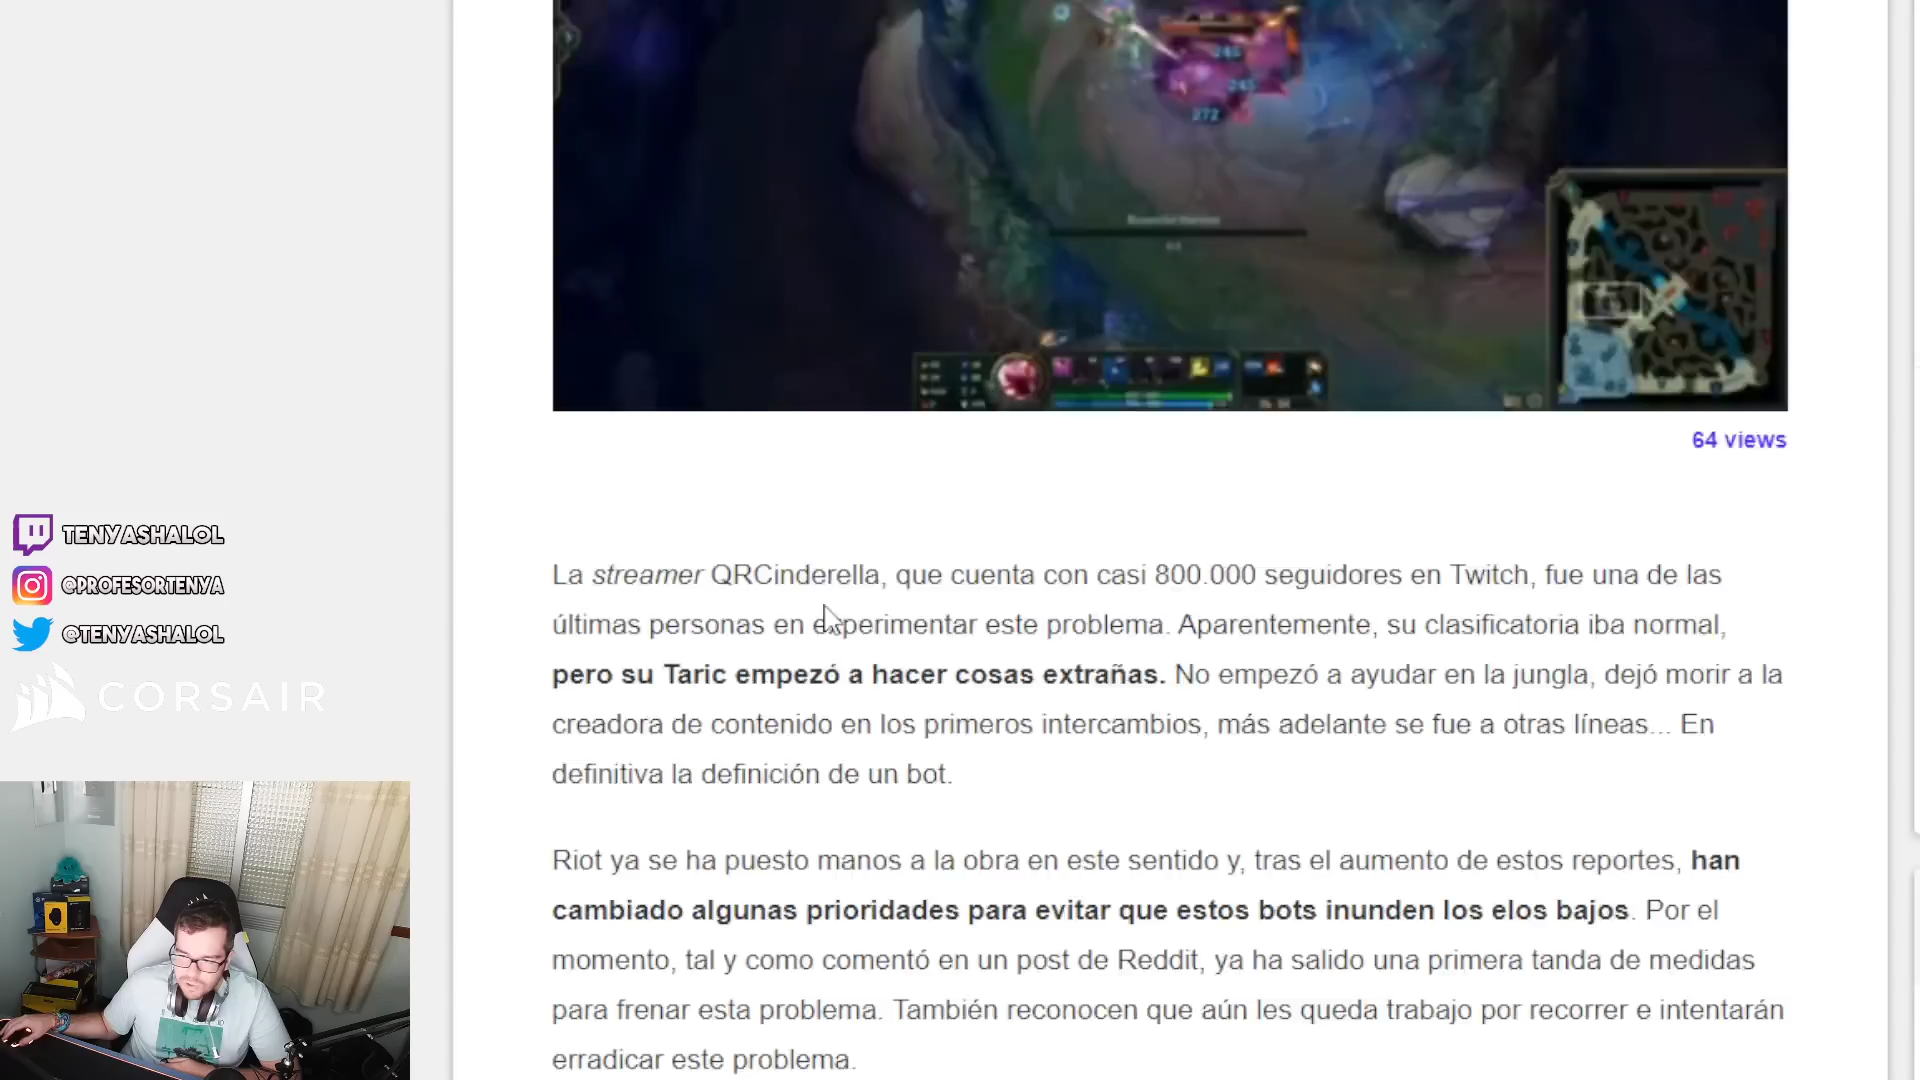 245
245
272
64 views
TENYASHALOL
@PROFESORTENYA
@TENYASHALOL
CORSAIR
La streamer QRCinderella, que cuenta con casi 800.000 seguidores en Twitch, fue una de las
últimas personas en experimentar este problema. Aparentemente, su clasificatoria iba normal,
pero su Taric empezó a hacer cosas extrañas. No empezó a ayudar en la jungla, dejó morir a la
creadora de contenido en los primeros intercambios, más adelante se fue a otras líneas... En
definitiva la definición de un bot.
Riot ya se ha puesto manos a la obra en este sentido y, tras el aumento de estos reportes, han
cambiado algunas prioridades para evitar que estos bots inunden los elos bajos. Por el
momento, tal y como comentó en un post de Reddit, ya ha salido una primera tanda de medidas
para frenar esta problema. También reconocen que aún les queda trabajo por recorrer e intentarán
erradicar este problema.